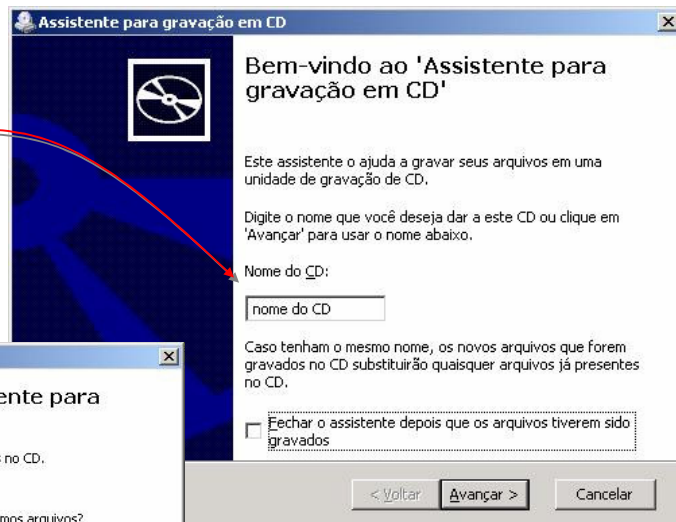 Assistente para gravação em CD
Bem-vindo ao 'Assistente para
gravação em CD'
Este assistente o ajuda a gravar seus arquivos em uma
unidade de gravação de CD.
Digite o nome que você deseja dar a este CD ou clique em
'Avançar' para usar o nome abaixo.
Nome do CD:
nome do CD
Caso tenham o mesmo nome, os novos arquivos que forem
gravados no CD substituirão quaisquer arquivos já presentes
no CD.
Fechar o assistente depois que os arquivos tiverem sido
gravados
< Voltar
Avançar >
Cancelar
ente para
no CD.
mos arquivos?